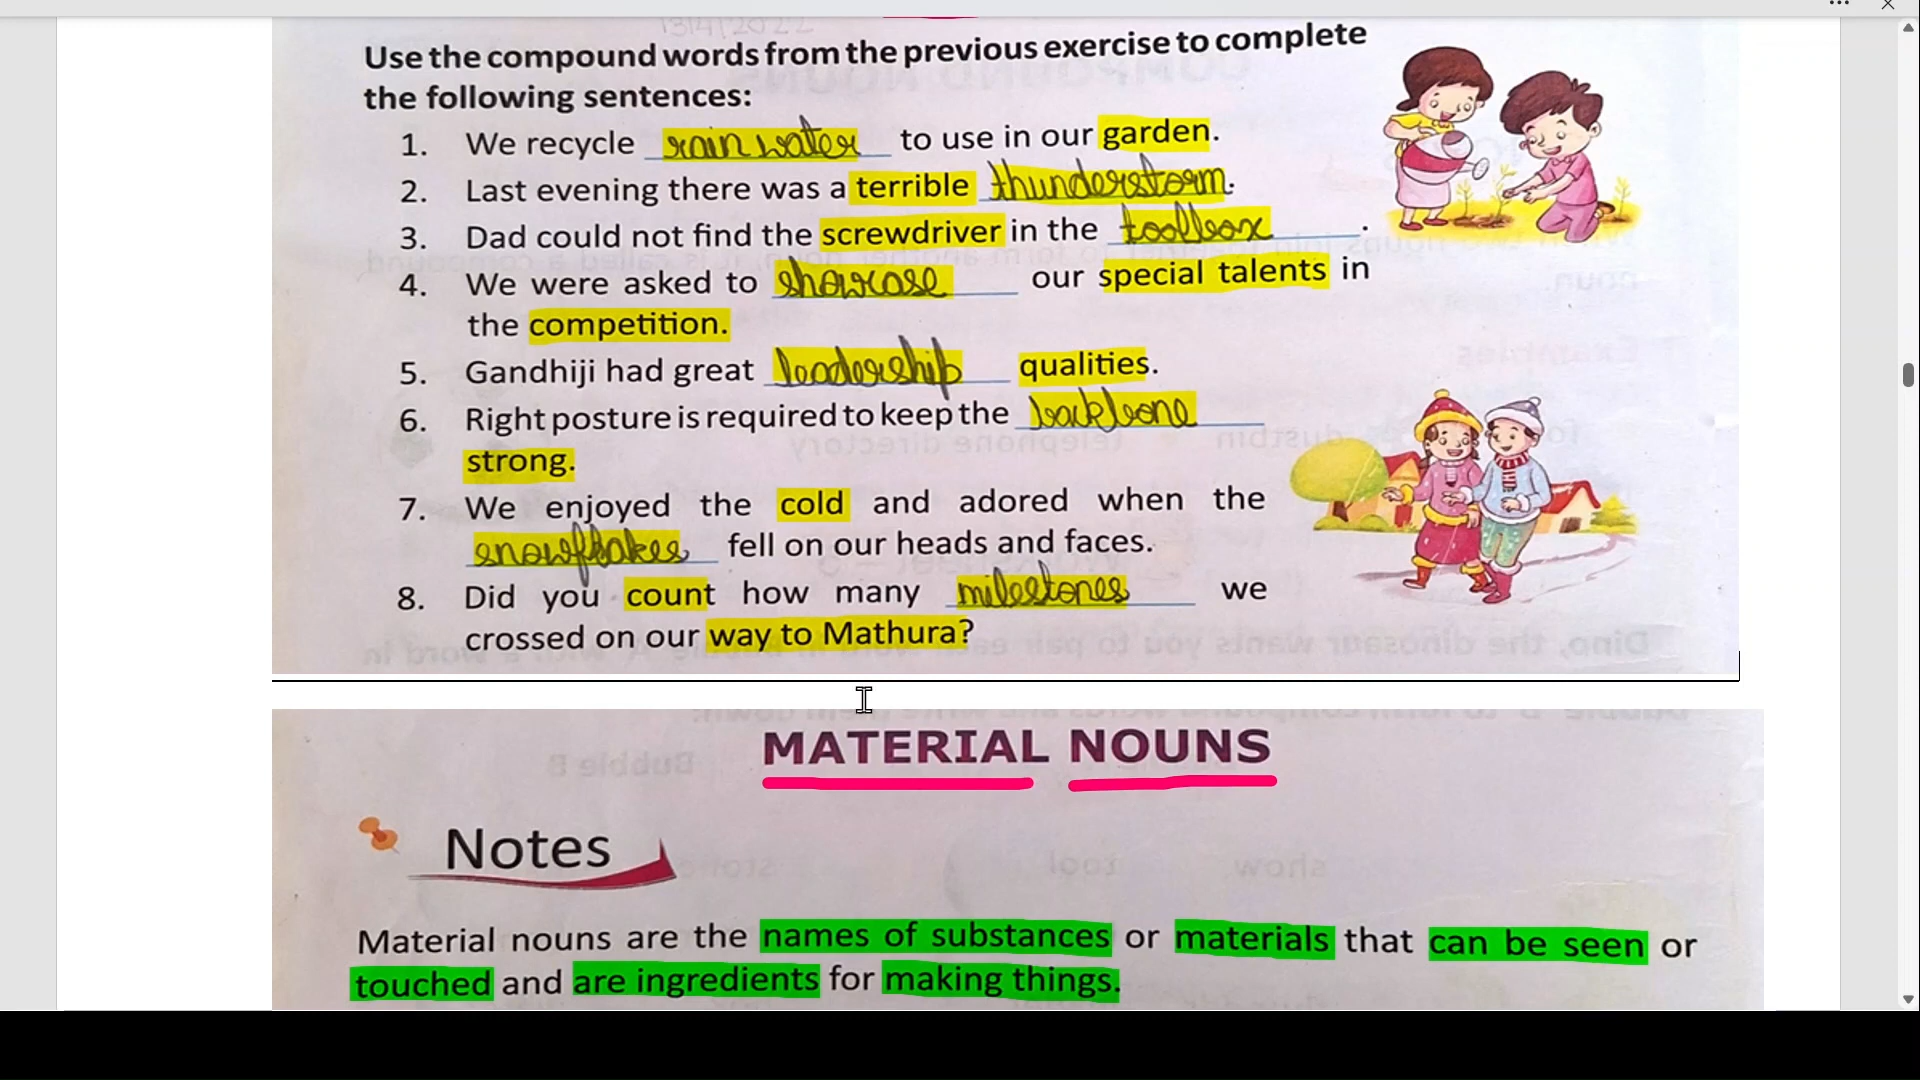 13/4/2022
Use the compound words from the previous exercise to complete
the following sentences:
1. We recycle rainwater to use in our garden.
2. Last evening there was a terrible thunderstorm.
3. Dad could not find the screwdriver in the toolbox.
4. We were asked to showcase our special talents in
the competition.
5. Gandhiji had great leadership qualities.
6. Right posture is required to keep the backbone
strong.
7. We enjoyed the cold and adored when the
snowflakes fell on our heads and faces.
8. Did you count how many milestones we
crossed on our way to Mathura?
MATERIAL NOUNS
Notes
Material nouns are the names of substances or materials that can be seen or
touched and are ingredients for making things.